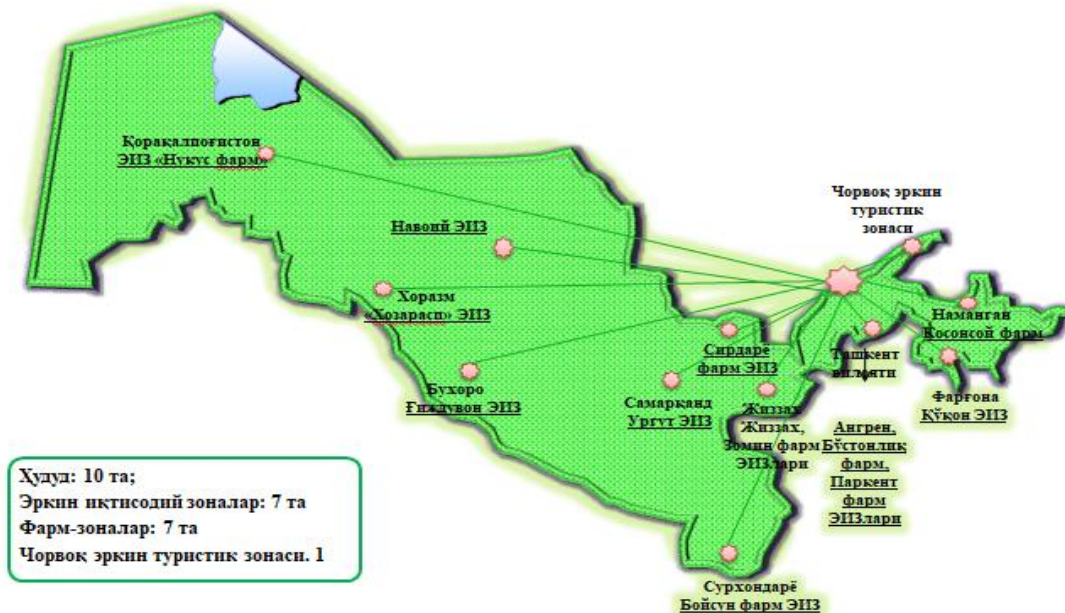 Қорақалпоғистон
ЭИЗ «Нукус фарм»
Чорвоқ эркин
туристик
зонаси
Навоий ЭИЗ
Хоразм
«Хозарасп» ЭИЗ
Наманган
Косонсой фарм
Сирдарё
фарм ЭИЗ
Ташкент
вилояти
Бухоро
Ғиждувон ЭИЗ
Самарқанд
Ургут ЭИЗ
Жиззах
Жиззах,
Зомин фарм
ЭИЗлари
Фарғона
Қўқон ЭИЗ
Ангрен,
Бўстонлиқ
фарм,
Паркент
фарм
ЭИЗлари
Ҳудуд: 10 та;
Эркин иқтисодий зоналар: 7 та
Фарм-зоналар: 7 та
Чорвоқ эркин туристик зонаси. 1
Сурхондарё
Бойсун фарм ЭИЗ